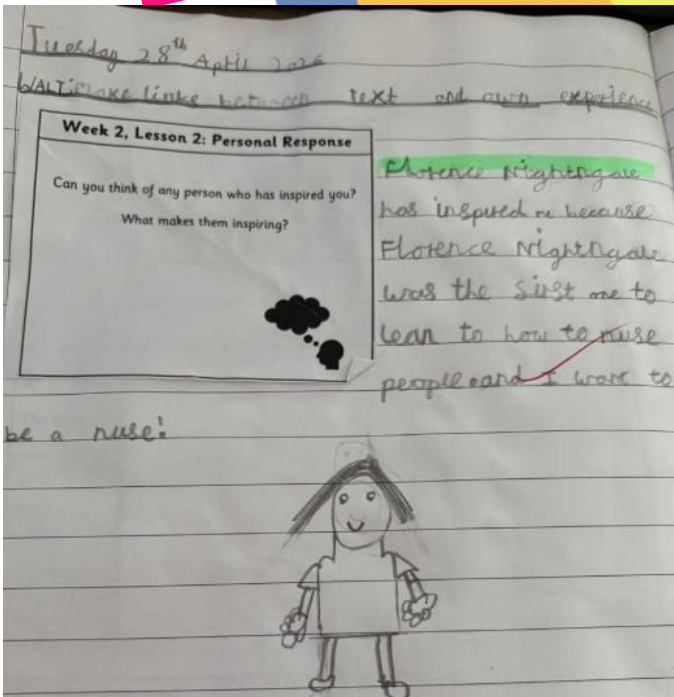 Tuesday 28th April 2026
WALT: make links between text and own experience
Week 2, Lesson 2: Personal Response
Can you think of any person who has inspired you?
What makes them inspiring?
Florence Nightngale
has inspired me because
Florence Nightngale
was the sirst one to
lean to how to nuse
people and I want to
be a nuse!